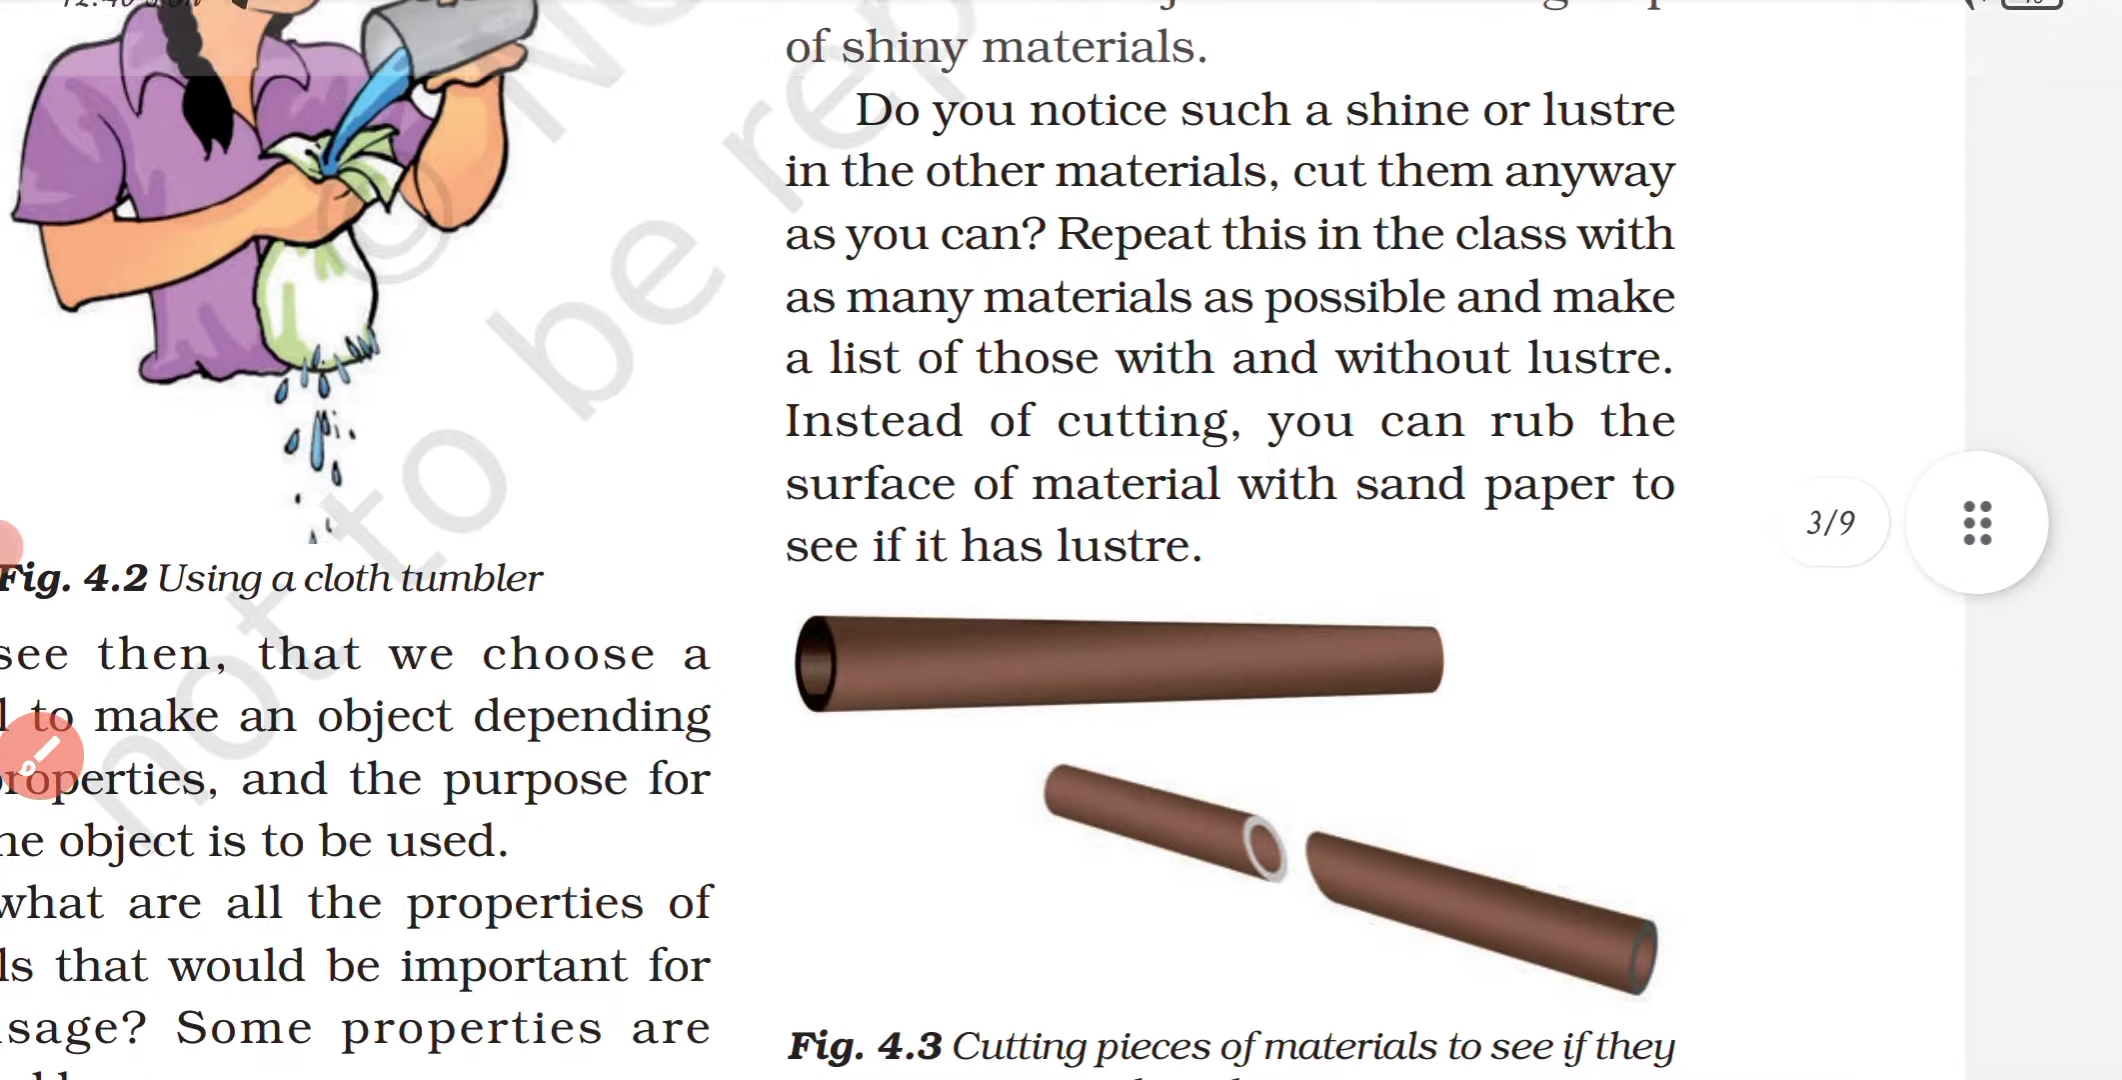 Fig. 4.2 Using a cloth tumbler
see then, that we choose a
to make an object depending
properties, and the purpose for
object is to be used.
what are all the properties of
that would be important for
Some properties are
of shiny materials.
Do you notice such a shine or lustre
in the other materials, cut them anyway
as you can? Repeat this in the class with
as many materials as possible and make
a list of those with and without lustre.
Instead of cutting, you can rub the
surface of material with sand paper to
see if it has lustre.
Fig. 4.3 Cutting pieces of materials to see if they
3/9
not to be